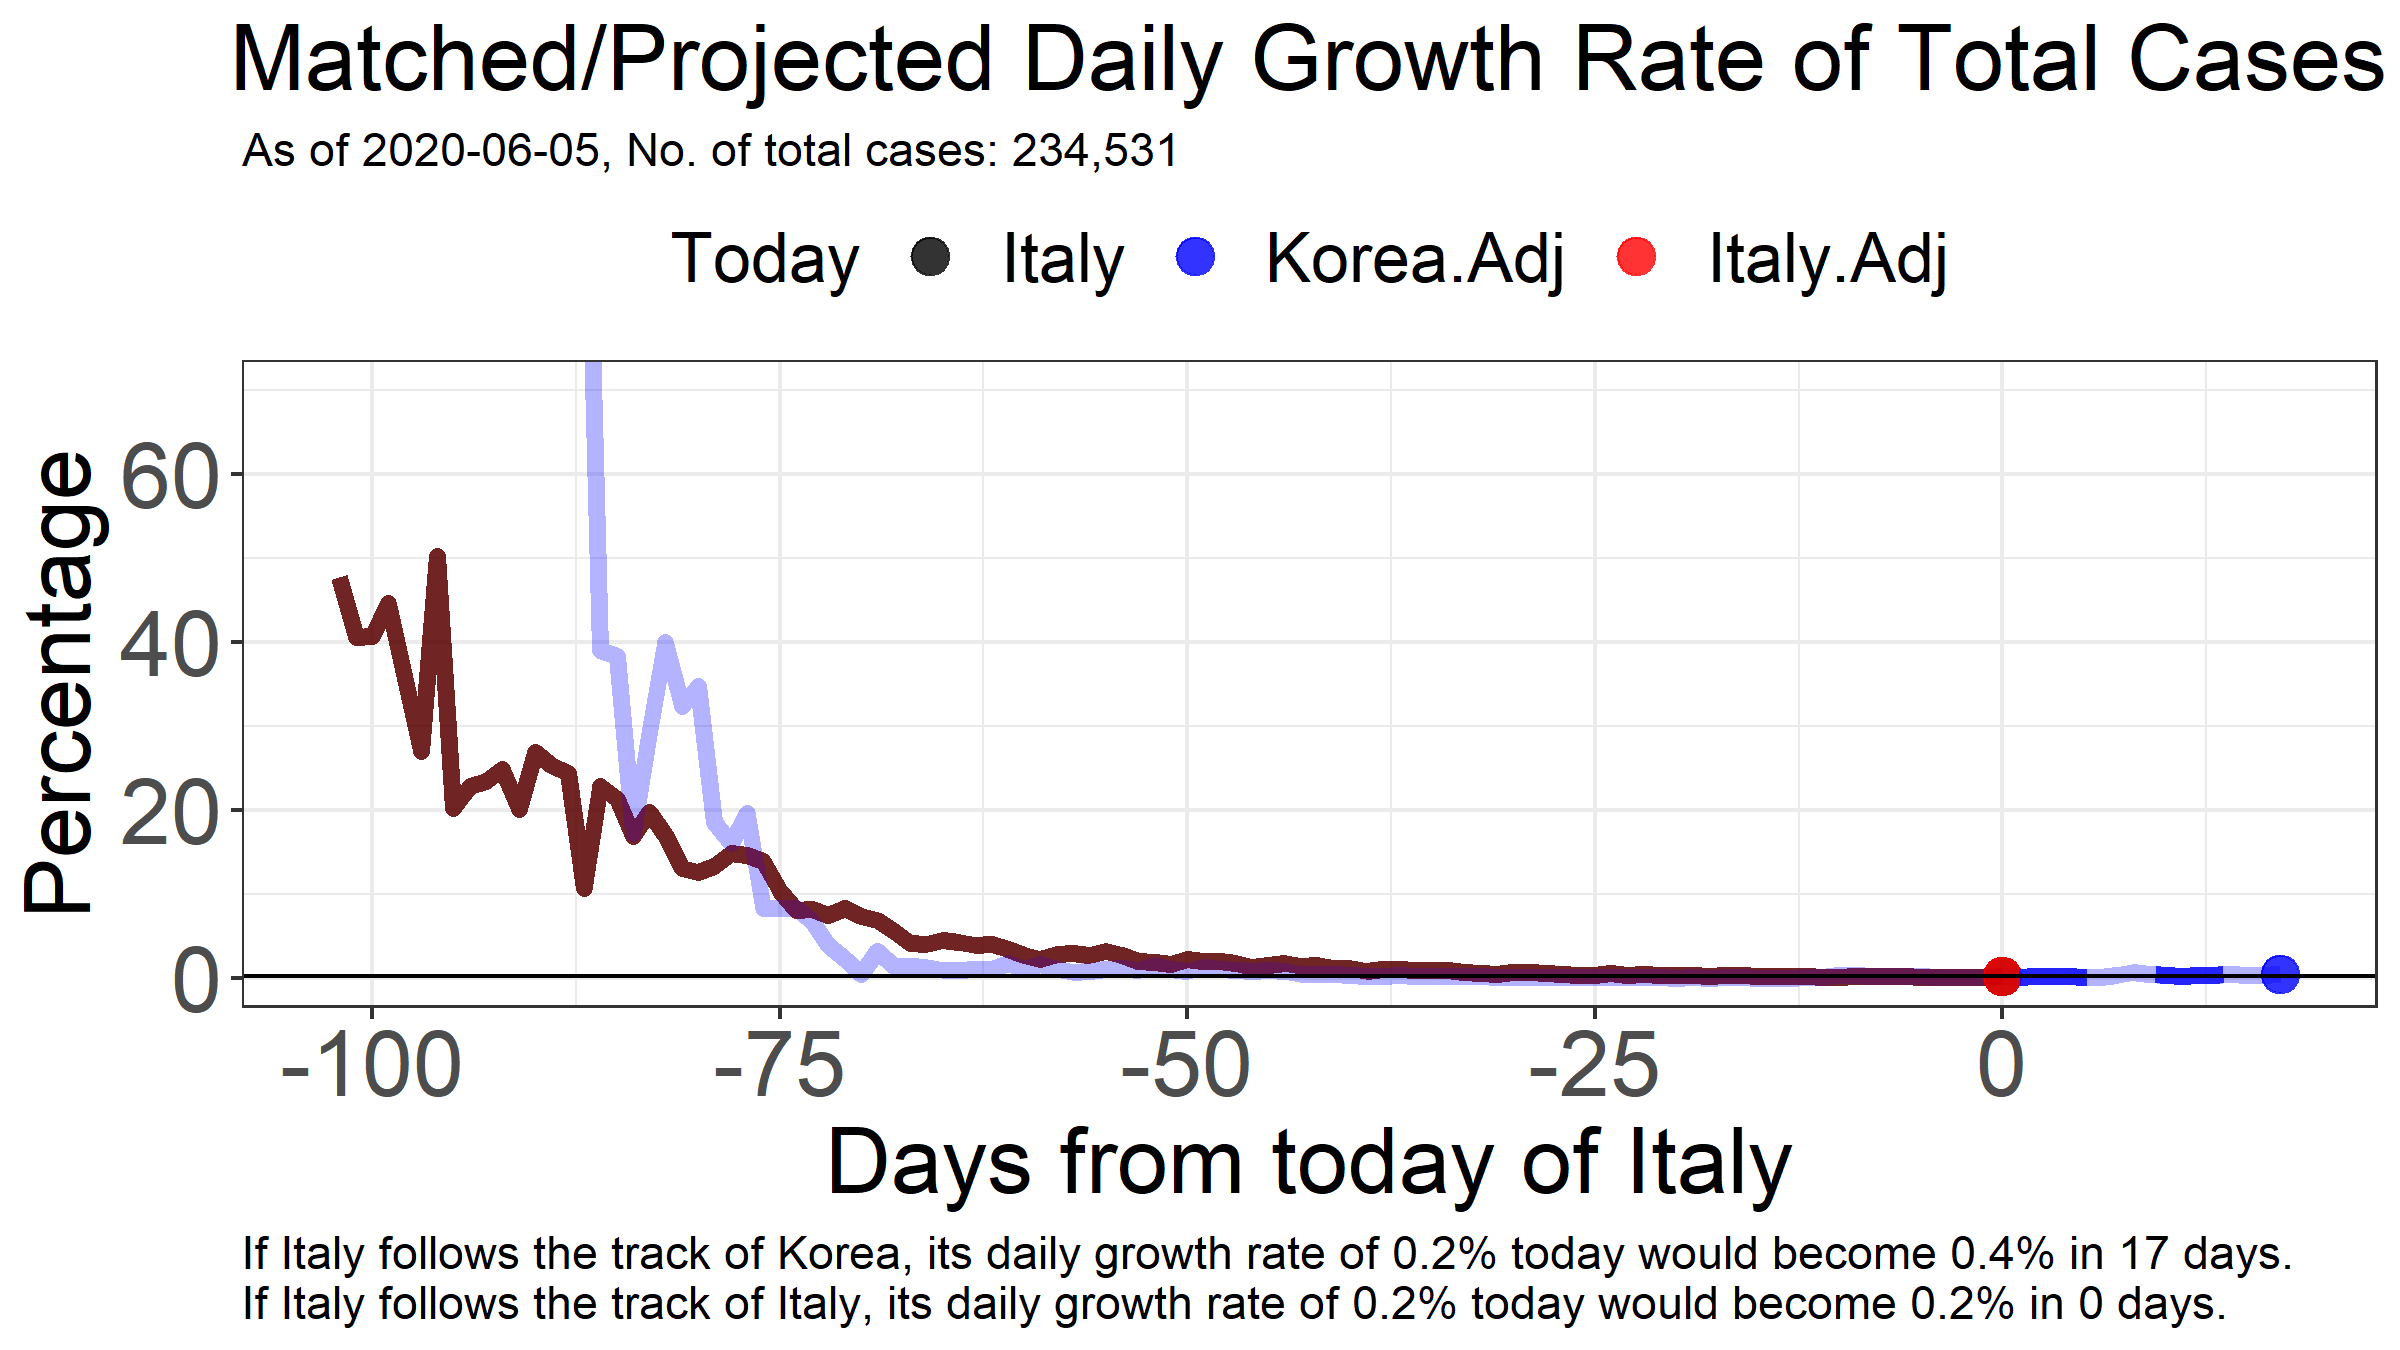 Matched/Projected Daily Growth Rate of Total Cases
As of 2020-06-05, No. of total cases: 234,531
Today Italy Korea.Adj Italy.Adj
Percentage
60
40
20
0
-100 -75 -50 -25 0
Days from today of Italy
If Italy follows the track of Korea, its daily growth rate of 0.2% today would become 0.4% in 17 days.
If Italy follows the track of Italy, its daily growth rate of 0.2% today would become 0.2% in 0 days.